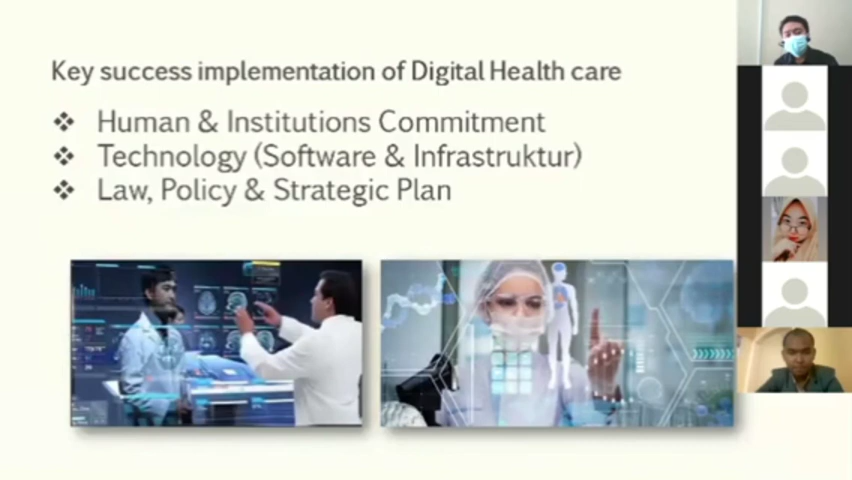 Key success implementation of Digital Health care
❖ Human & Institutions Commitment
❖ Technology (Software & Infrastruktur)
❖ Law, Policy & Strategic Plan